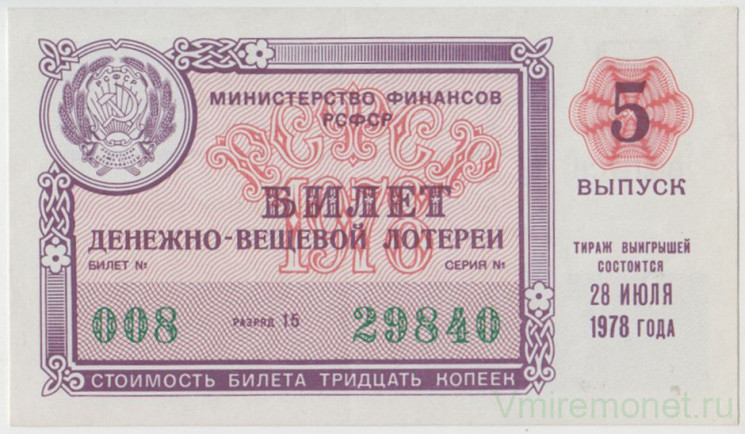 РСФСР
МИНИСТЕРСТВО ФИНАНСОВ
РСФСР
РСФСР
1978
БИЛЕТ
ДЕНЕЖНО-ВЕЩЕВОЙ ЛОТЕРЕИ
БИЛЕТ № СЕРИЯ №
008 РАЗРЯД 15 29840
СТОИМОСТЬ БИЛЕТА ТРИДЦАТЬ КОПЕЕК
5
ВЫПУСК
ТИРАЖ ВЫИГРЫШЕЙ
СОСТОИТСЯ
28 ИЮЛЯ
1978 ГОДА
Vmiremonet.ru